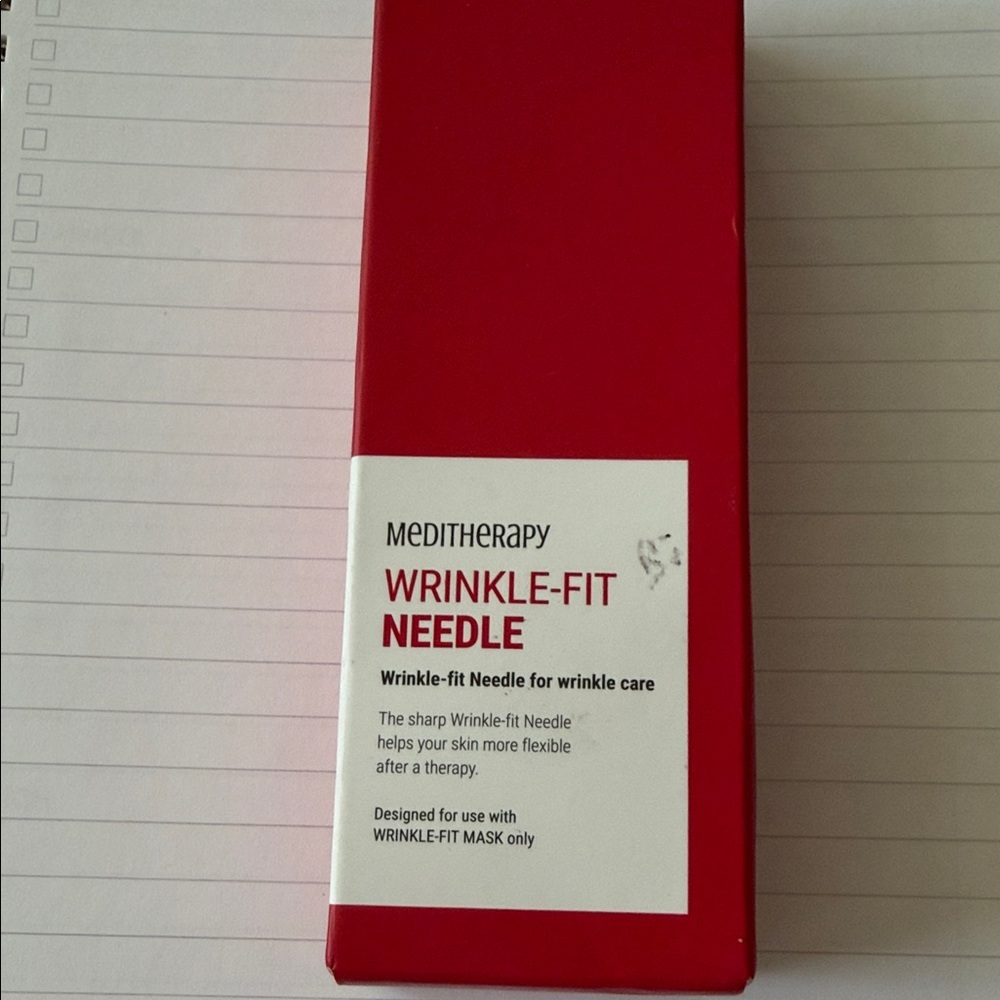 MEDITHERAPY
WRINKLE-FIT
NEEDLE
Wrinkle-fit Needle for wrinkle care
The sharp Wrinkle-fit Needle
helps your skin more flexible
after a therapy.
Designed for use with
WRINKLE-FIT MASK only